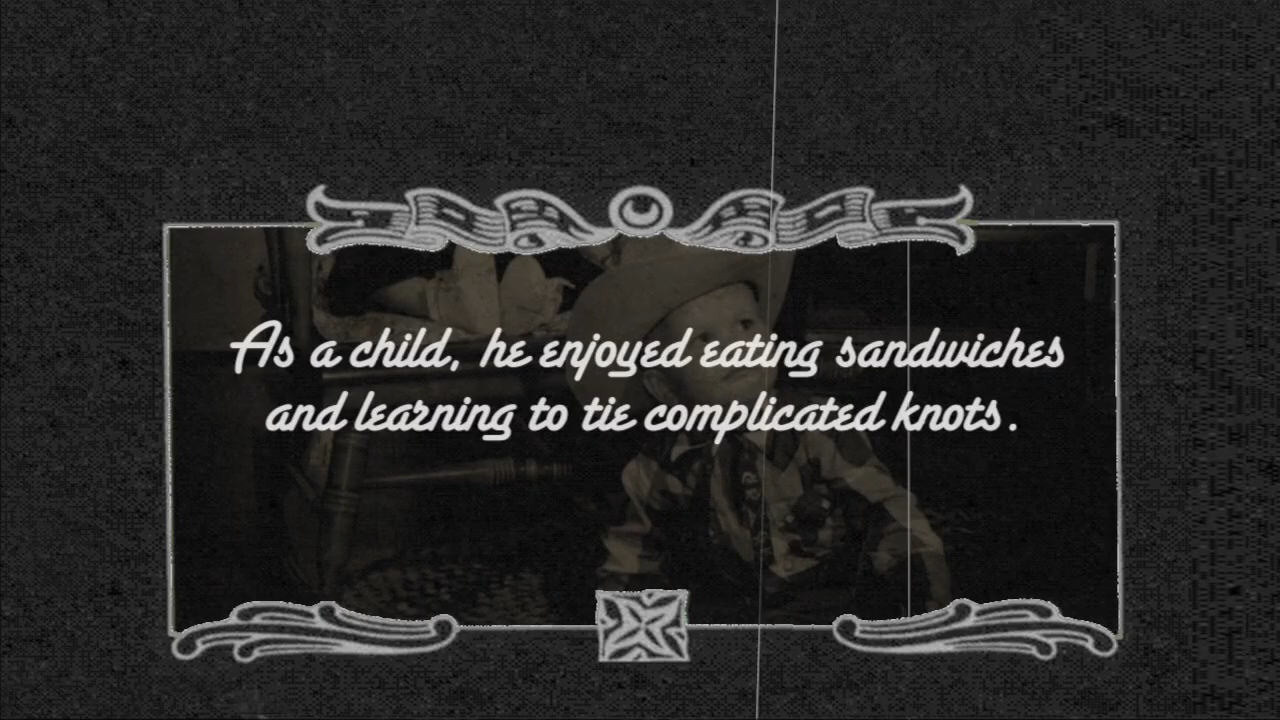 As a child, he enjoyed eating sandwiches
and learning to tie complicated knots.